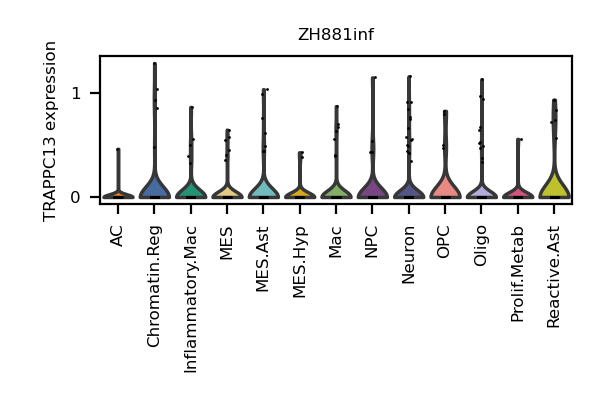 ZH881inf
TRAPPC13 expression
1
0
AC
Chromatin.Reg
Inflammatory.Mac
MES
MES.Ast
MES.Hyp
Mac
NPC
Neuron
OPC
Oligo
Prolif.Metab
Reactive.Ast